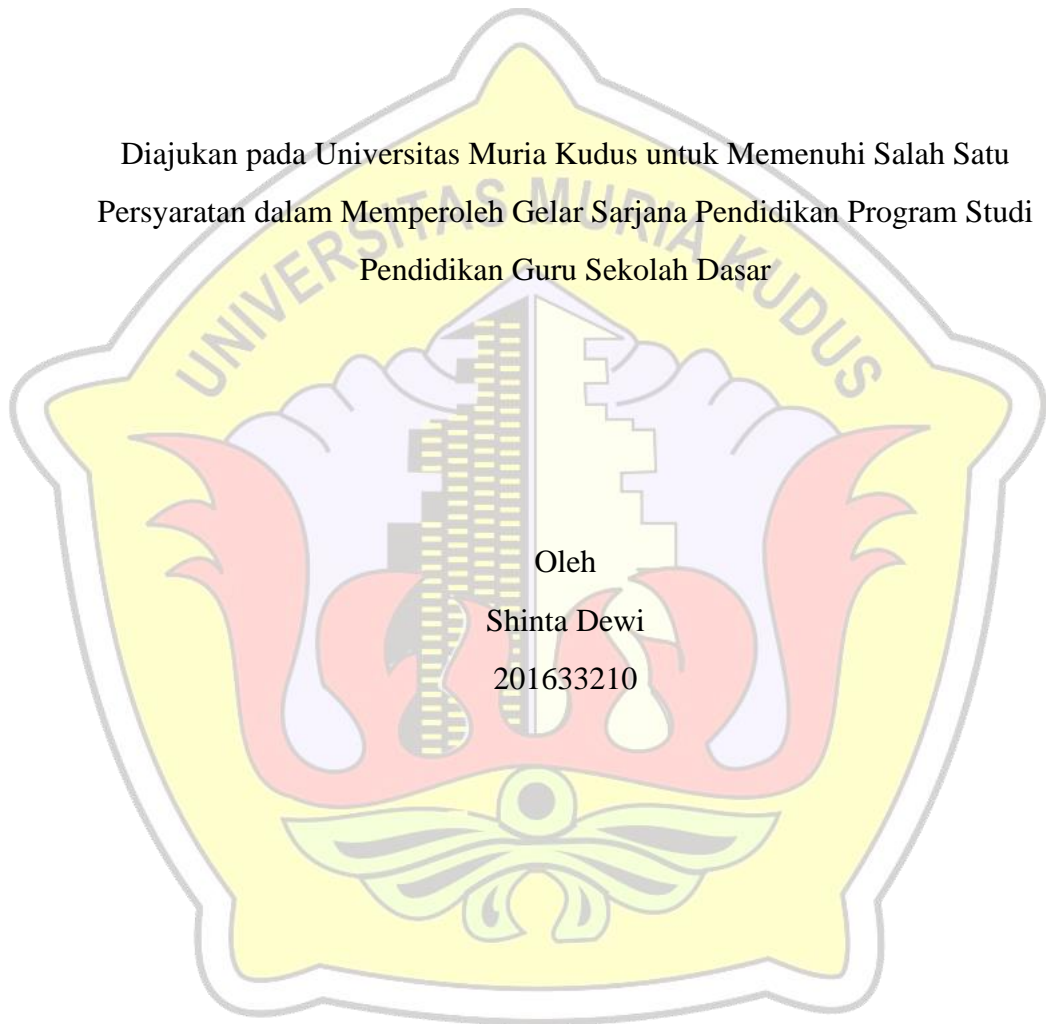 Diajukan pada Universitas Muria Kudus untuk Memenuhi Salah Satu
Persyaratan dalam Memperoleh Gelar Sarjana Pendidikan Program Studi
Pendidikan Guru Sekolah Dasar
UNIVERSITAS MURIA KUDUS
Oleh
Shinta Dewi
201633210